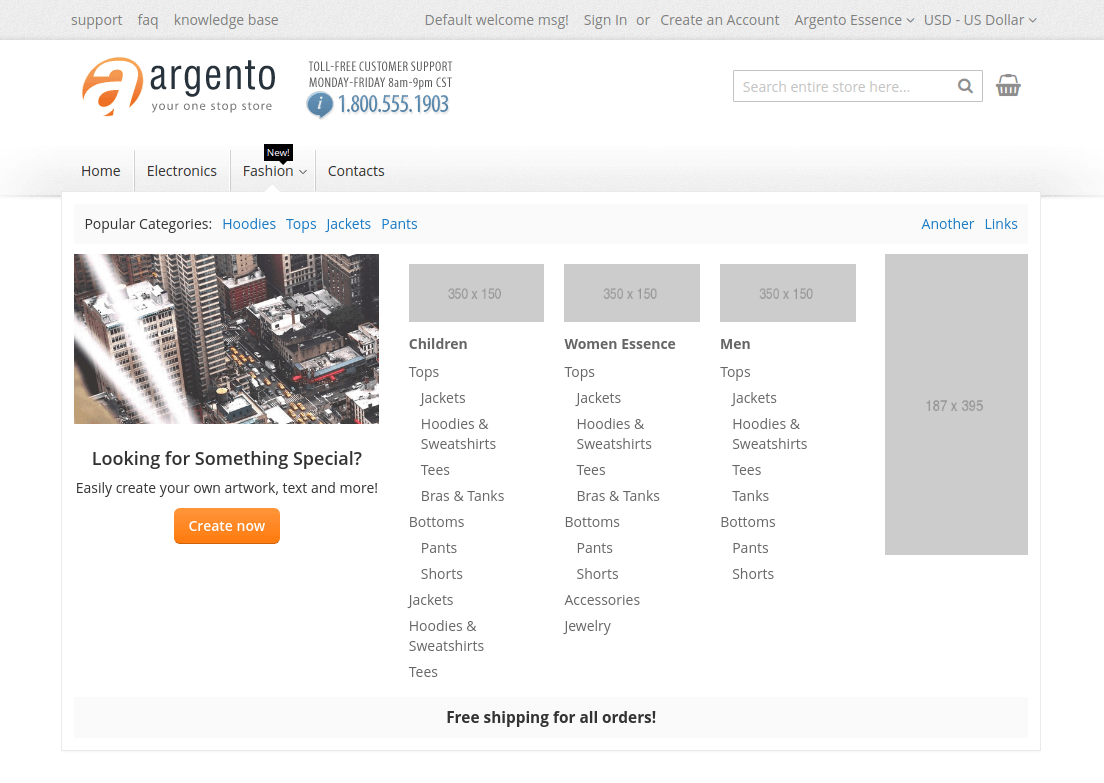 support faq knowledge base
Default welcome msg! Sign In or Create an Account Argento Essence USD - US Dollar
argento
your one stop store
TOLL-FREE CUSTOMER SUPPORT
MONDAY-FRIDAY 8am-9pm CST
i 1.800.555.1903
Search entire store here...
New!
Home Electronics Fashion Contacts
Popular Categories: Hoodies Tops Jackets Pants
Another Links
Looking for Something Special?
Easily create your own artwork, text and more!
Create now
350 x 150
Children
Tops
Jackets
Hoodies &
Sweatshirts
Tees
Bras & Tanks
Bottoms
Pants
Shorts
Jackets
Hoodies &
Sweatshirts
Tees
350 x 150
Women Essence
Tops
Jackets
Hoodies &
Sweatshirts
Tees
Bras & Tanks
Bottoms
Pants
Shorts
Accessories
Jewelry
350 x 150
Men
Tops
Jackets
Hoodies &
Sweatshirts
Tees
Tanks
Bottoms
Pants
Shorts
187 x 395
Free shipping for all orders!